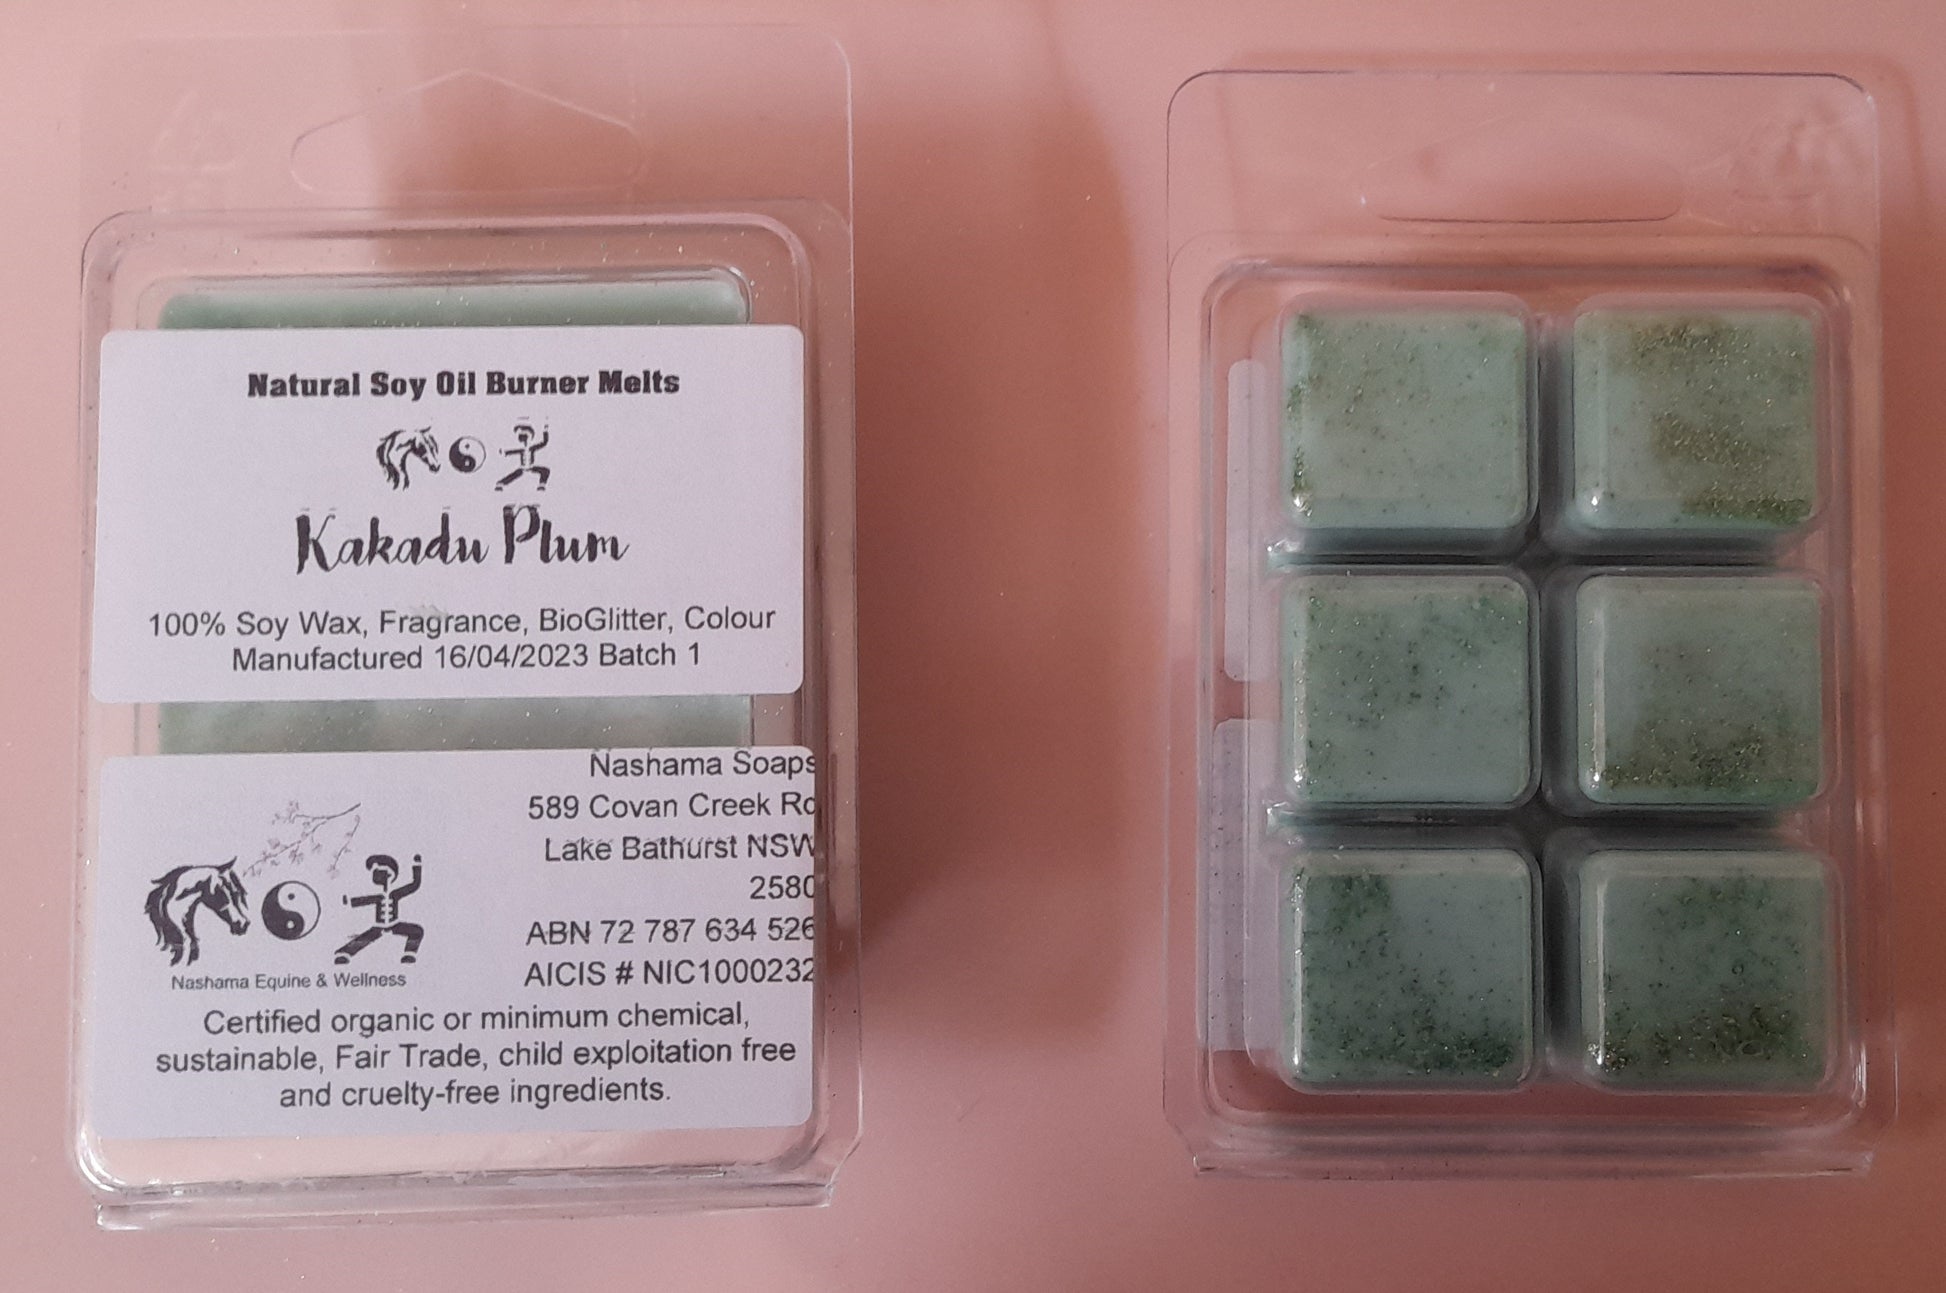 Natural Soy Oil Burner Melts
Kakadu Plum
100% Soy Wax, Fragrance, BioGlitter, Colour
Manufactured 16/04/2023 Batch 1
Nashama Soaps
589 Covan Creek Rd
Lake Bathurst NSW
2580
ABN 72 787 634 526
AICIS # NIC1000232
Nashama Equine & Wellness
Certified organic or minimum chemical,
sustainable, Fair Trade, child exploitation free
and cruelty-free ingredients.